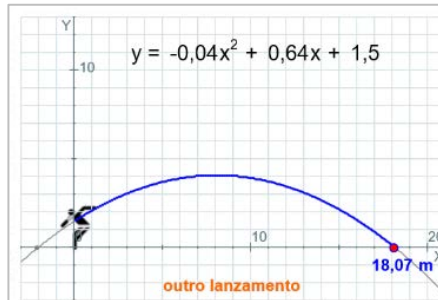 Y
y = -0,04x² + 0,64x + 1,5
10
10
20
X
18,07 m
outro lanzamento